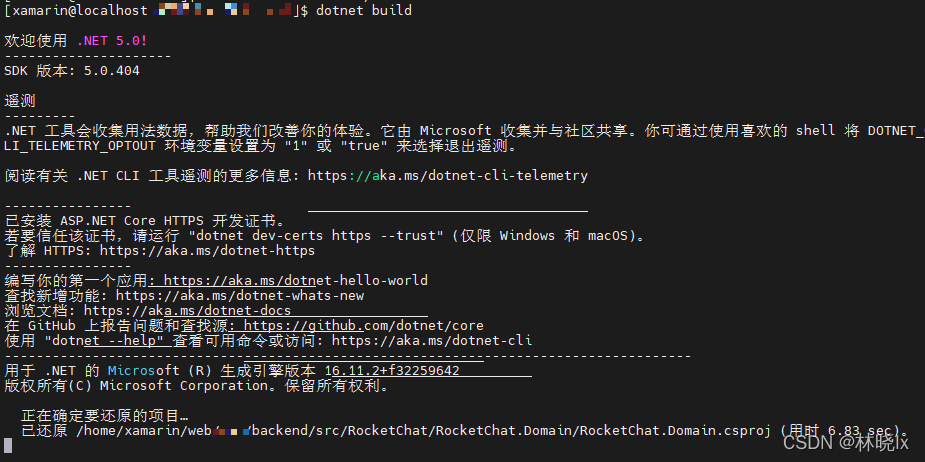 [xamarin@localhost ]$ dotnet build
欢迎使用 .NET 5.0!
---------------------
SDK 版本: 5.0.404
遥测
---------
.NET 工具会收集用法数据，帮助我们改善你的体验。它由 Microsoft 收集并与社区共享。你可通过使用喜欢的 shell 将 DOTNET_
LI_TELEMETRY_OPTOUT 环境变量设置为 "1" 或 "true" 来选择退出遥测。
阅读有关 .NET CLI 工具遥测的更多信息: https://aka.ms/dotnet-cli-telemetry
----------------
已安装 ASP.NET Core HTTPS 开发证书。
若要信任该证书，请运行 "dotnet dev-certs https --trust" (仅限 Windows 和 macOS)。
了解 HTTPS: https://aka.ms/dotnet-https
----------------
编写你的第一个应用: https://aka.ms/dotnet-hello-world
查找新增功能: https://aka.ms/dotnet-whats-new
浏览文档: https://aka.ms/dotnet-docs
在 GitHub 上报告问题和查找源: https://github.com/dotnet/core
使用 "dotnet --help" 查看可用命令或访问: https://aka.ms/dotnet-cli
--------------------------------------------------------------------------------------
用于 .NET 的 Microsoft (R) 生成引擎版本 16.11.2+f32259642
版权所有(C) Microsoft Corporation。保留所有权利。
正在确定要还原的项目…
已还原 /home/xamarin/web/ /backend/src/RocketChat/RocketChat.Domain/RocketChat.Domain.csproj (用时 6.83 sec)。
CSDN @林晓lx